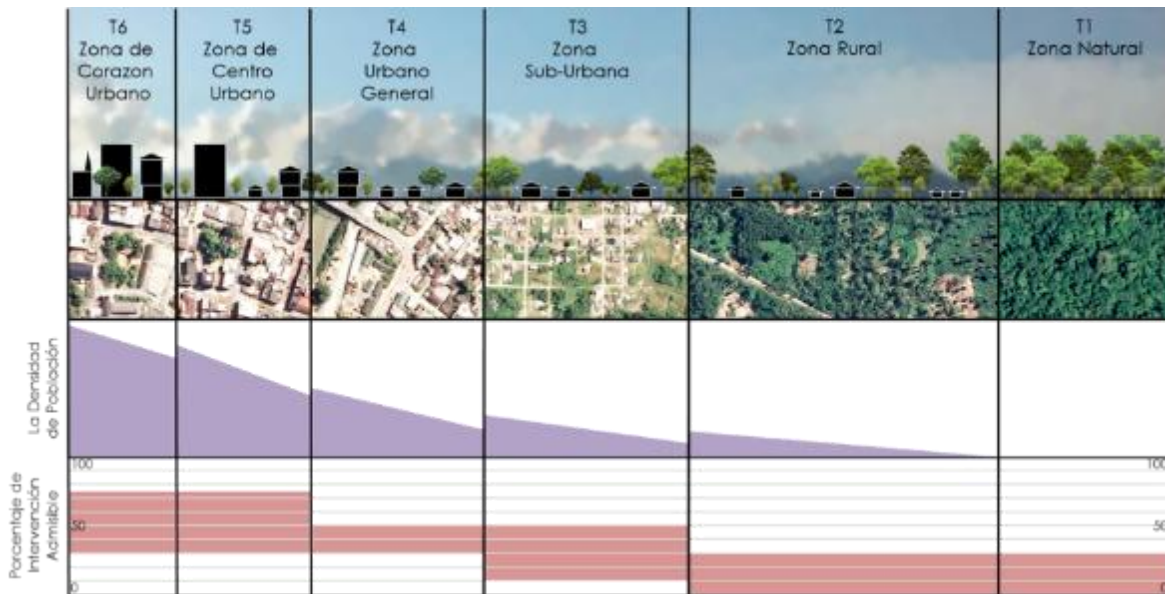 T6
Zona de
Corazon
Urbano
T5
Zona de
Centro
Urbano
T4
Zona
Urbano
General
T3
Zona
Sub-Urbana
T2
Zona Rural
T1
Zona Natural
La Densidad
de Población
Porcentaje de
Intervención
Admisible
100
50
0
100
50
0